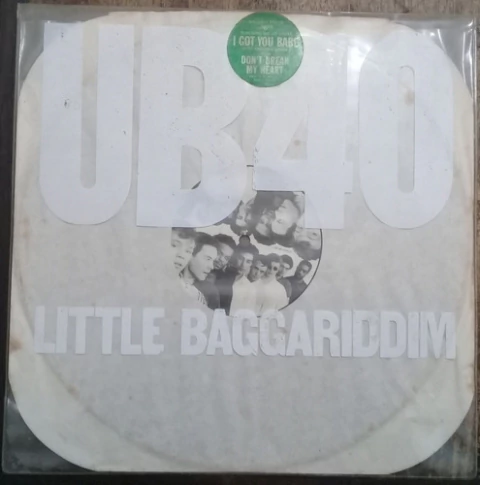 UB40
I GOT YOU BABE
DON'T BREAK
MY HEART
LITTLE BAGGARIDDIM